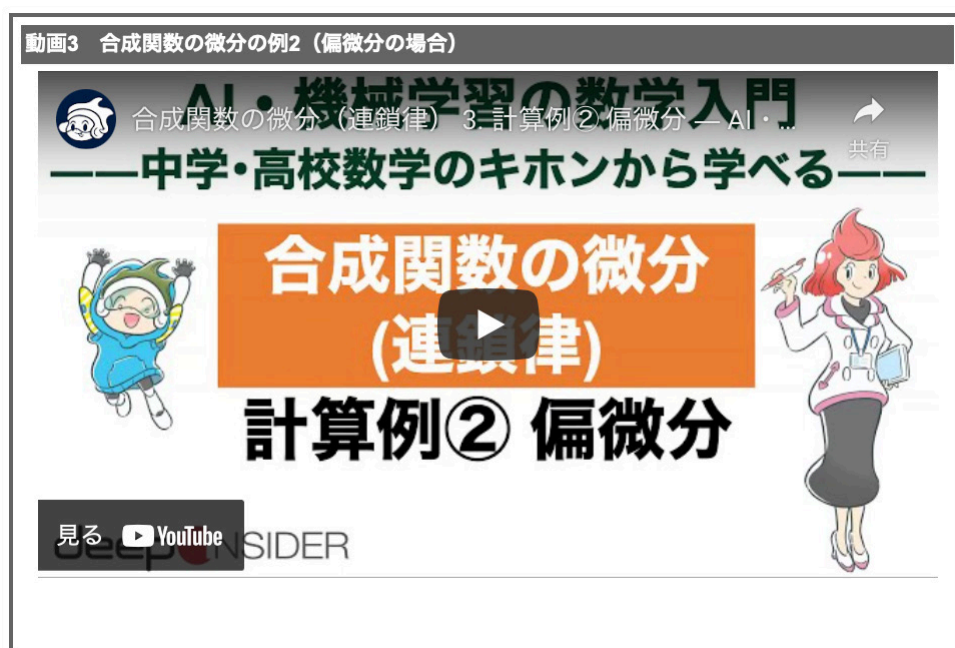 動画3　合成関数の微分の例2（偏微分の場合）
AI・機械学習の数学入門
合成関数の微分（連鎖律） 3. 計算例② 偏微分 ― AI・...
共有
――中学・高校数学のキホンから学べる――
合成関数の微分
(連鎖律)
計算例② 偏微分
見る YouTube
deep INSIDER